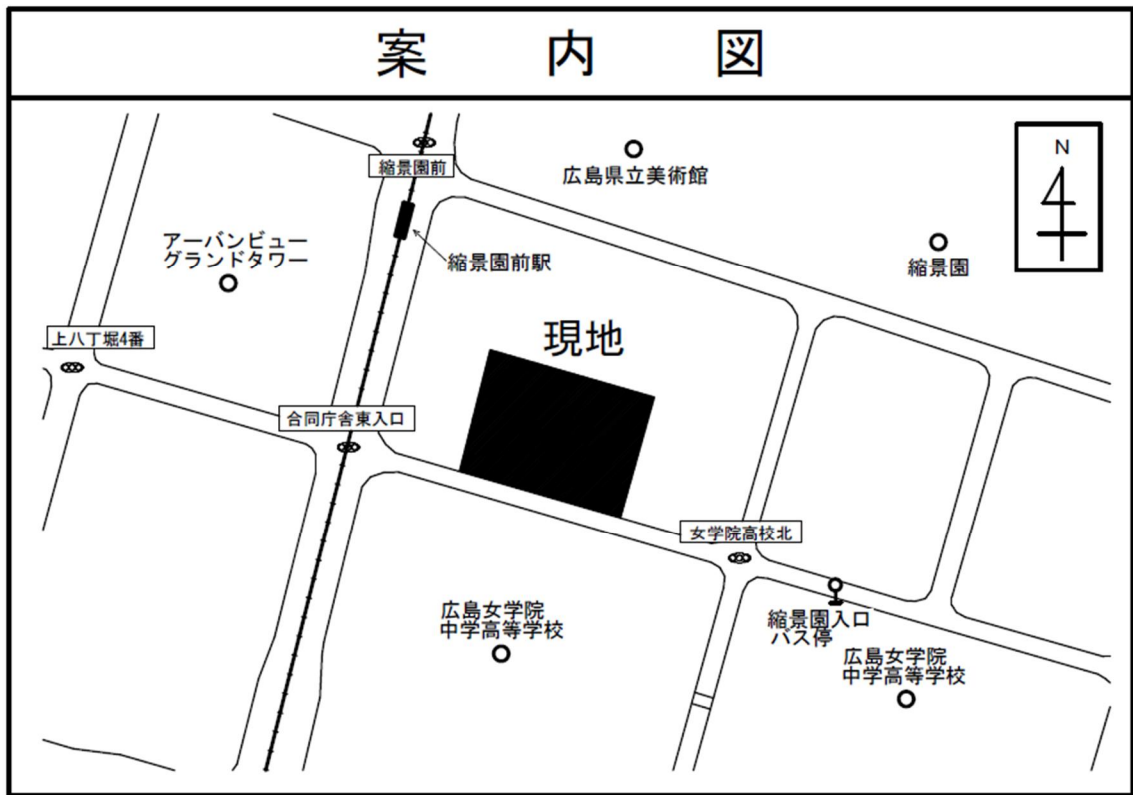 案内図
N
縮景園前
広島県立美術館
縮景園
アーバンビュー
グランドタワー
縮景園前駅
上八丁堀4番
現地
合同庁舎東入口
女学院高校北
広島女学院
中学高等学校
縮景園入口
バス停
広島女学院
中学高等学校